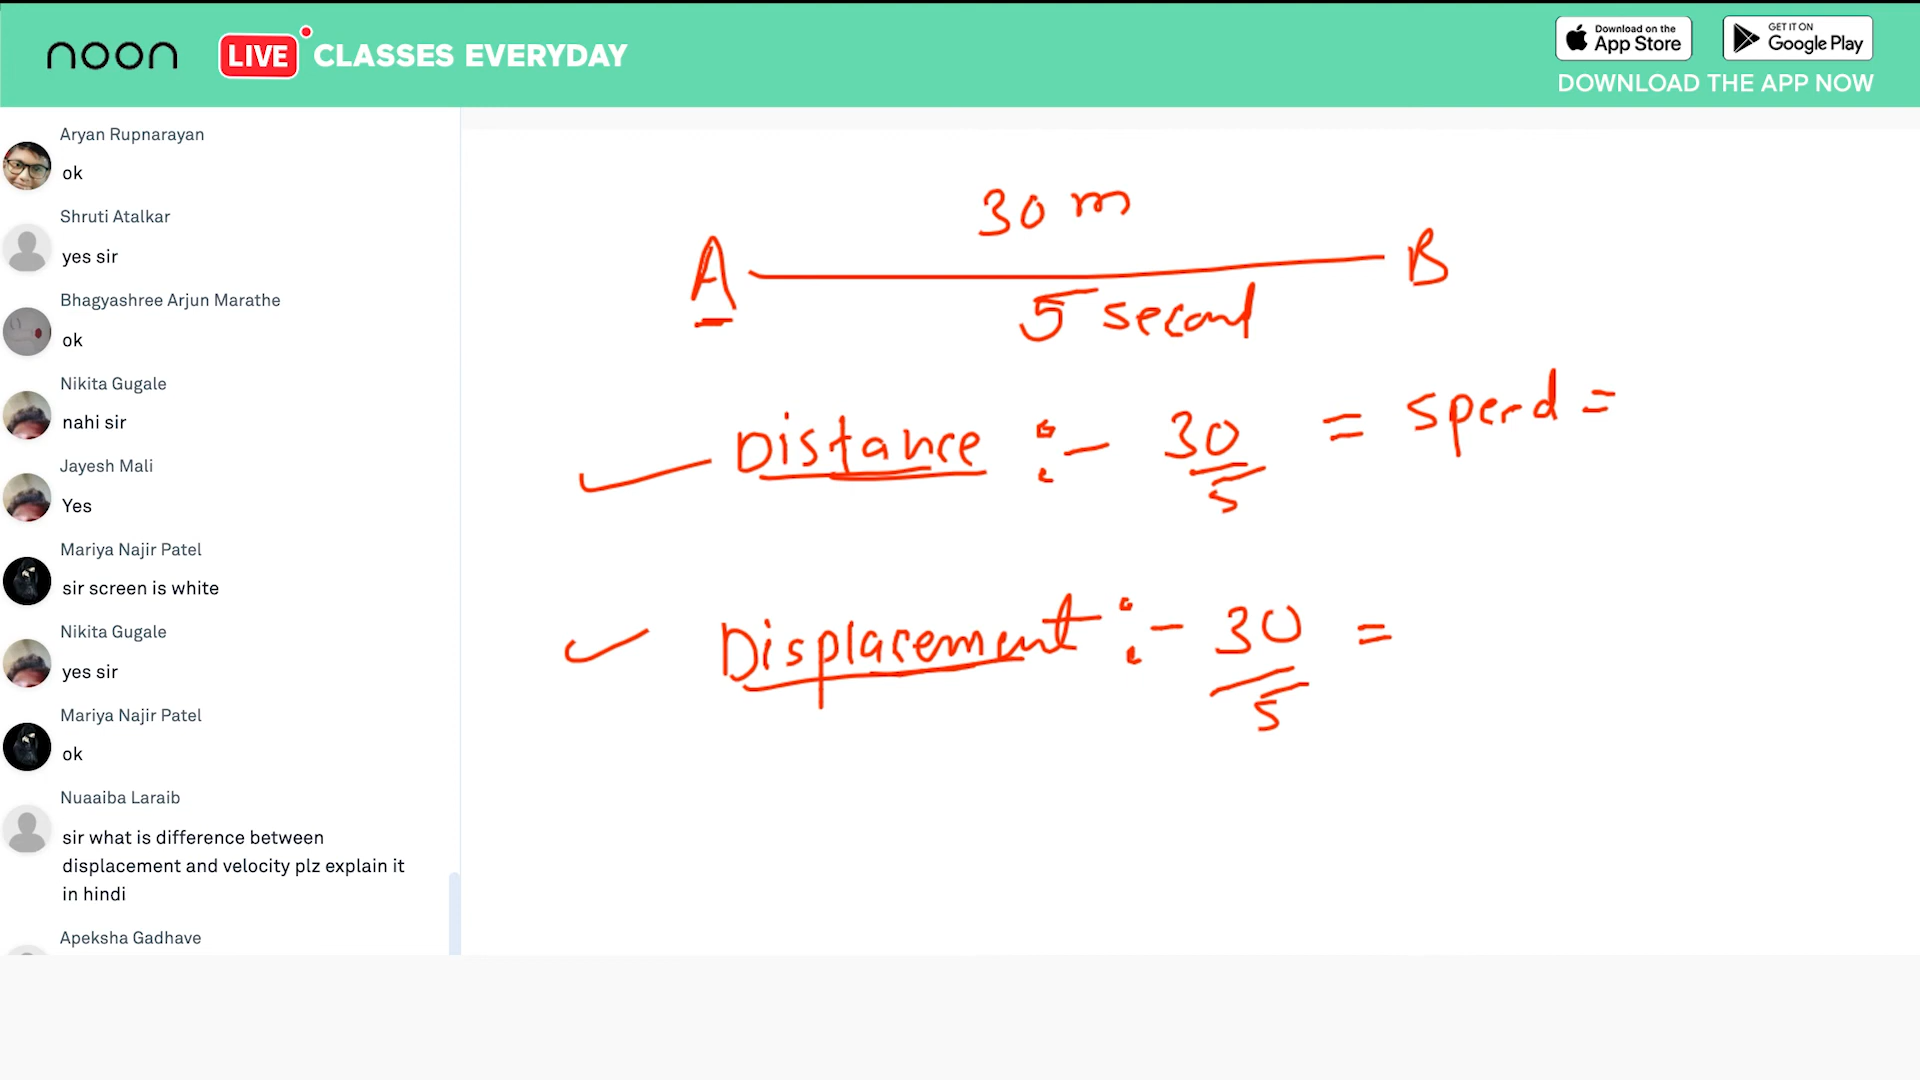 noon LIVE CLASSES EVERYDAY
Download on the App Store
GET IT ON Google Play
DOWNLOAD THE APP NOW
Aryan Rupnarayan
ok
Shruti Atalkar
yes sir
Bhagyashree Arjun Marathe
ok
Nikita Gugale
nahi sir
Jayesh Mali
Yes
Mariya Najir Patel
sir screen is white
Nikita Gugale
yes sir
Mariya Najir Patel
ok
Nuaaiba Laraib
sir what is difference between
displacement and velocity plz explain it
in hindi
Apeksha Gadhave
30 m
A B
5 second
Distance :- 30/5 = speed =
Displacement :- 30/5 =